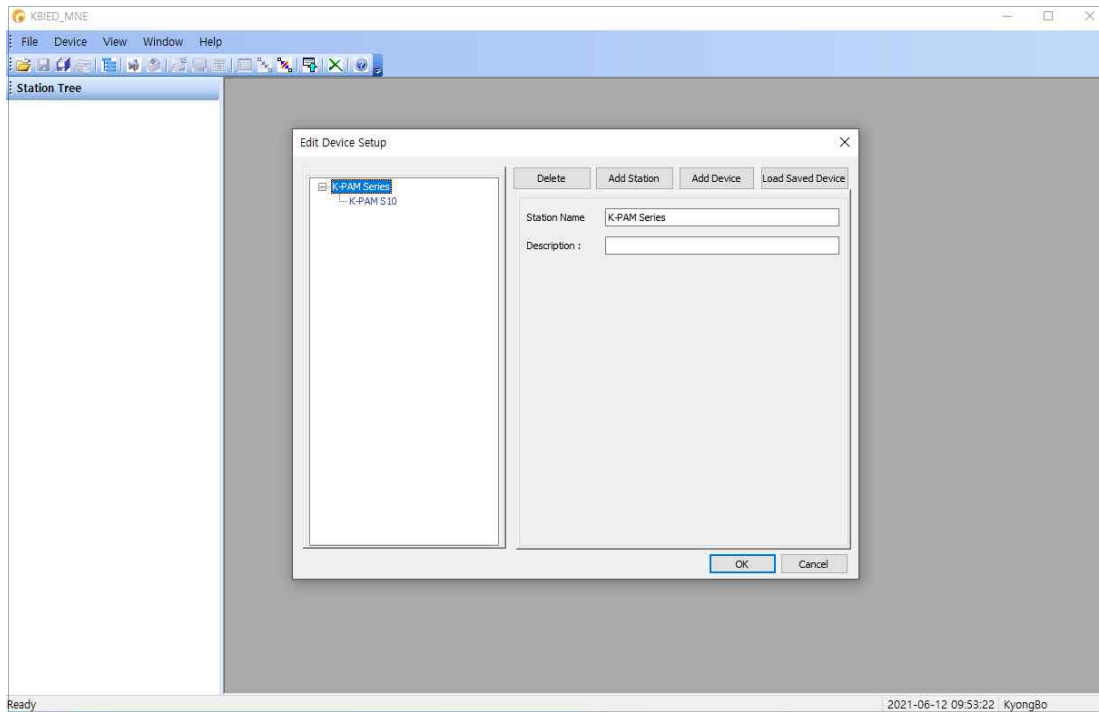 KBIED_MNE
File Device View Window Help
Station Tree
Edit Device Setup
Delete Add Station Add Device Load Saved Device
K-PAM Series
K-PAM S10
Station Name K-PAM Series
Description :
OK Cancel
Ready 2021-06-12 09:53:22 KyongBo